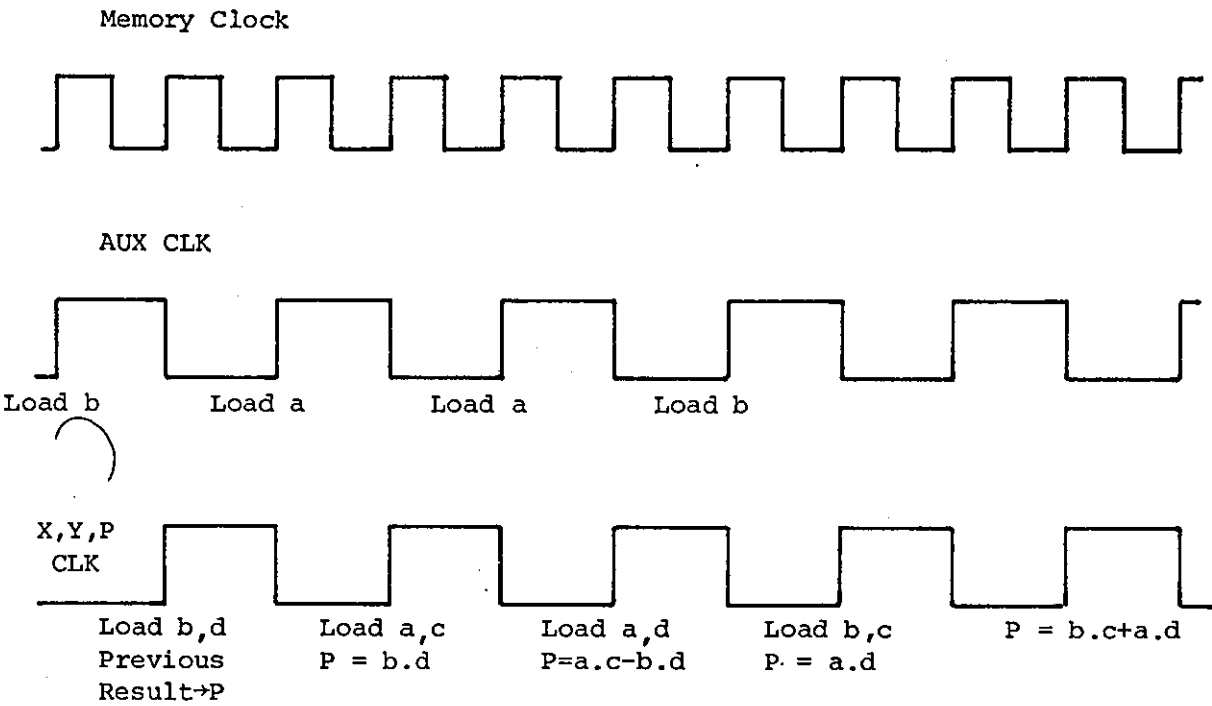 Memory Clock
AUX CLK
Load b
Load a
Load a
Load b
X,Y,P
CLK
Load b,d
Previous
Result→P
Load a,c
P = b.d
Load a,d
P=a.c-b.d
Load b,c
P = a.d
P = b.c+a.d